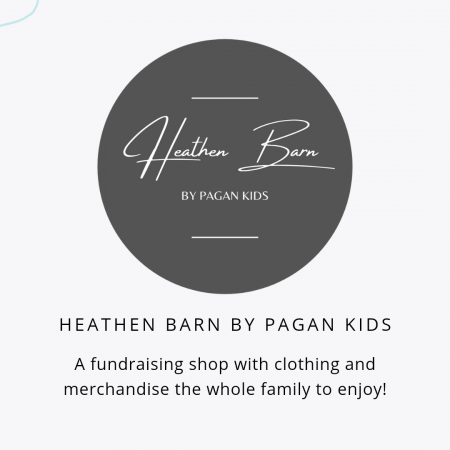 Heathen Barn
BY PAGAN KIDS
HEATHEN BARN BY PAGAN KIDS
A fundraising shop with clothing and
merchandise the whole family to enjoy!